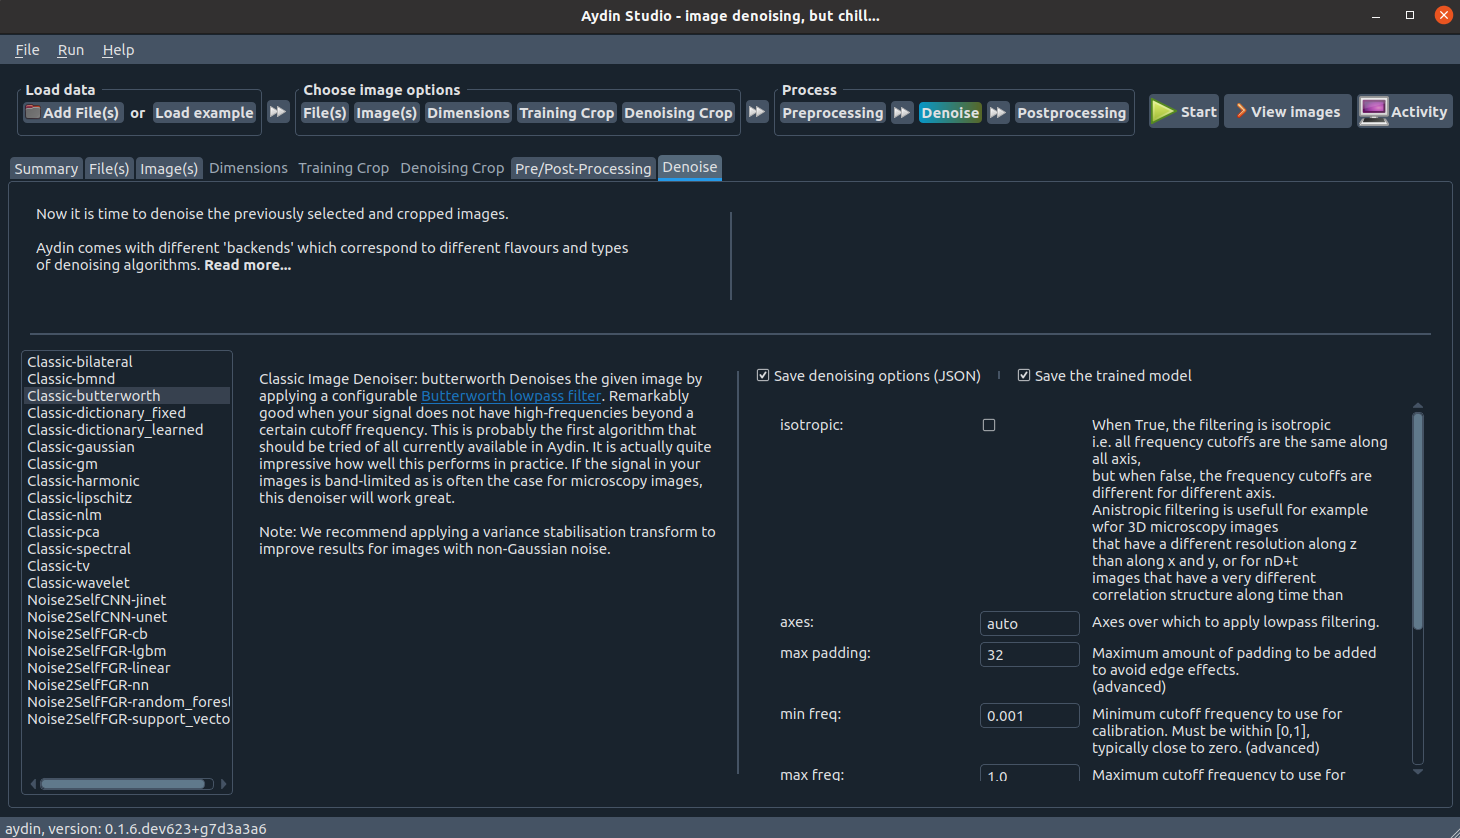 Aydin Studio - image denoising, but chill...
File Run Help
Load data
Add File(s) or Load example
Choose image options
File(s) Image(s) Dimensions Training Crop Denoising Crop
Process
Preprocessing Denoise Postprocessing
Start View images Activity
Summary File(s) Image(s) Dimensions Training Crop Denoising Crop Pre/Post-Processing Denoise
Now it is time to denoise the previously selected and cropped images.
Aydin comes with different 'backends' which correspond to different flavours and types
of denoising algorithms. Read more...
Classic-bilateral
Classic-bmnd
Classic-butterworth
Classic-dictionary_fixed
Classic-dictionary_learned
Classic-gaussian
Classic-gm
Classic-harmonic
Classic-lipschitz
Classic-nlm
Classic-pca
Classic-spectral
Classic-tv
Classic-wavelet
Noise2SelfCNN-jinet
Noise2SelfCNN-unet
Noise2SelfFGR-cb
Noise2SelfFGR-lgbm
Noise2SelfFGR-linear
Noise2SelfFGR-nn
Noise2SelfFGR-random_forest
Noise2SelfFGR-support_vecto
Classic Image Denoiser: butterworth Denoises the given image by
applying a configurable Butterworth lowpass filter. Remarkably
good when your signal does not have high-frequencies beyond a
certain cutoff frequency. This is probably the first algorithm that
should be tried of all currently available in Aydin. It is actually quite
impressive how well this performs in practice. If the signal in your
images is band-limited as is often the case for microscopy images,
this denoiser will work great.
Note: We recommend applying a variance stabilisation transform to
improve results for images with non-Gaussian noise.
Save denoising options (JSON) Save the trained model
isotropic:
When True, the filtering is isotropic
i.e. all frequency cutoffs are the same along
all axis,
but when false, the frequency cutoffs are
different for different axis.
Anistropic filtering is usefull for example
wfor 3D microscopy images
that have a different resolution along z
than along x and y, or for nD+t
images that have a very different
correlation structure along time than
axes: auto Axes over which to apply lowpass filtering.
max padding: 32 Maximum amount of padding to be added
to avoid edge effects.
(advanced)
min freq: 0.001 Minimum cutoff frequency to use for
calibration. Must be within [0,1],
typically close to zero. (advanced)
max freq: 1.0 Maximum cutoff frequency to use for
aydin, version: 0.1.6.dev623+g7d3a3a6